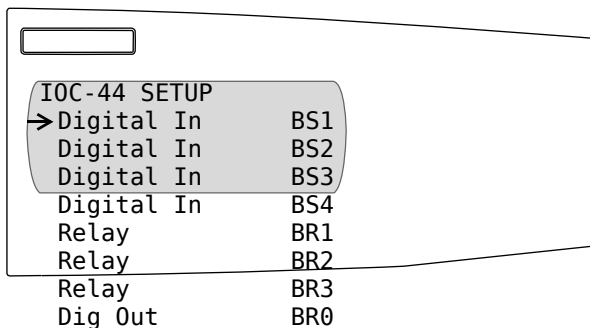 IOC-44 SETUP
Digital In BS1
Digital In BS2
Digital In BS3
Digital In BS4
Relay BR1
Relay BR2
Relay BR3
Dig Out BR0